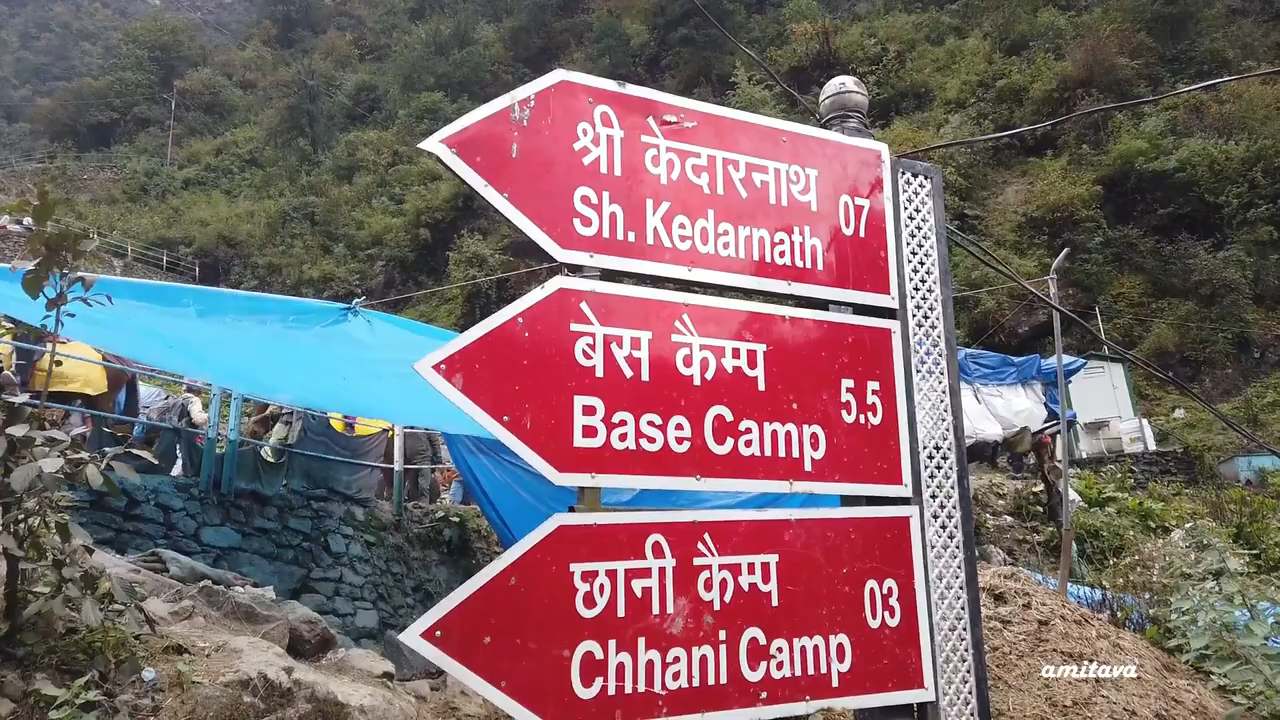 श्री केदारनाथ
Sh. Kedarnath
07
बेस कैम्प
Base Camp
5.5
छानी कैम्प
Chhani Camp
03
amitava